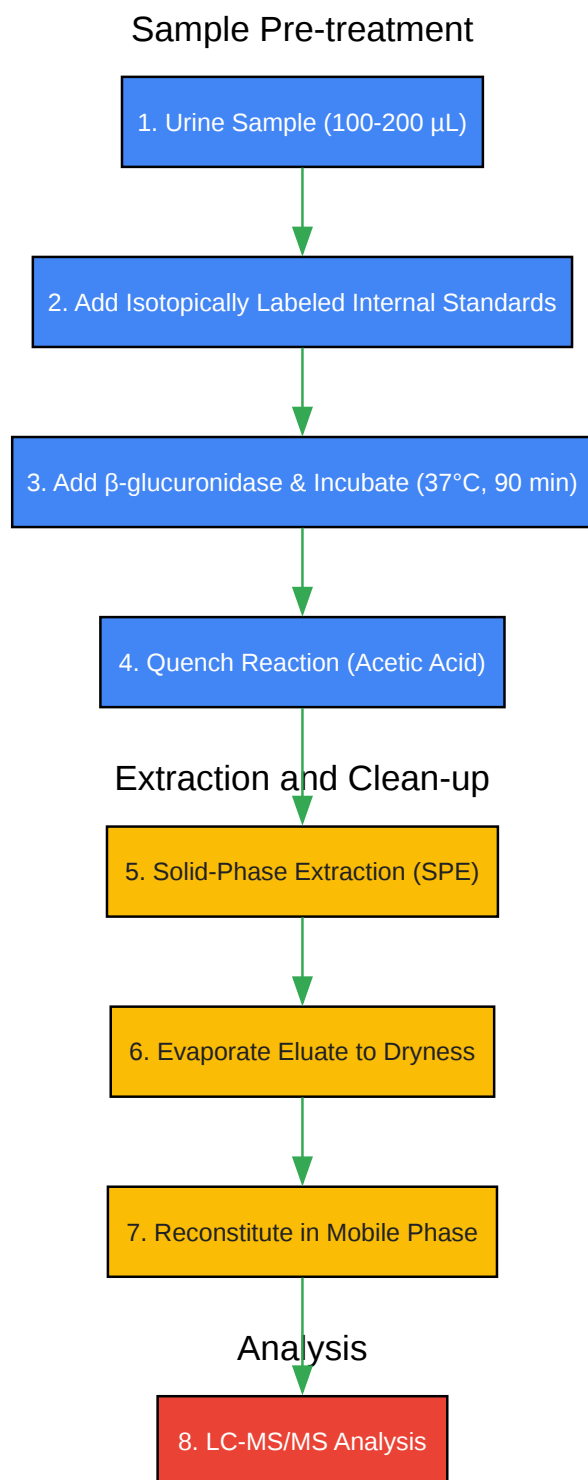 Sample Pre-treatment
1. Urine Sample (100-200 µL)
2. Add Isotopically Labeled Internal Standards
3. Add β-glucuronidase & Incubate (37°C, 90 min)
4. Quench Reaction (Acetic Acid)
Extraction and Clean-up
5. Solid-Phase Extraction (SPE)
6. Evaporate Eluate to Dryness
7. Reconstitute in Mobile Phase
Analysis
8. LC-MS/MS Analysis